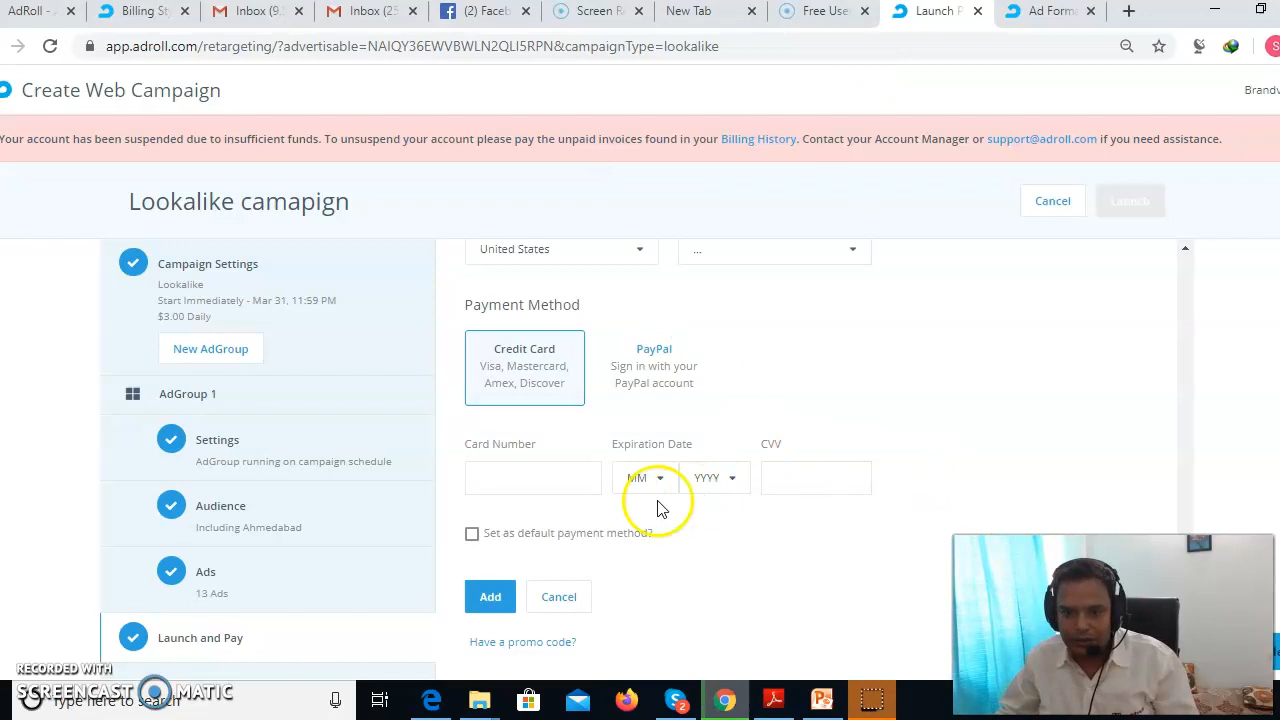 AdRoll - A
Billing St
Inbox (9.
Inbox (25
(2) Faceb
Screen Re
New Tab
Free Use
Launch P
Ad Forma
app.adroll.com/retargeting/?advertisable=NAIQY36EWVBWLN2QLI5RPN&campaignType=lookalike
Create Web Campaign
Brandv
Your account has been suspended due to insufficient funds. To unsuspend your account please pay the unpaid invoices found in your Billing History. Contact your Account Manager or support@adroll.com if you need assistance.
Lookalike camapign
Cancel
Launch
Campaign Settings
Lookalike
Start Immediately - Mar 31, 11:59 PM
$3.00 Daily
New AdGroup
AdGroup 1
Settings
AdGroup running on campaign schedule
Audience
Including Ahmedabad
Ads
13 Ads
Launch and Pay
United States
...
Payment Method
Credit Card
Visa, Mastercard,
Amex, Discover
PayPal
Sign in with your
PayPal account
Card Number
Expiration Date
CVV
MM
YYYY
Set as default payment method?
Add
Cancel
Have a promo code?
RECORDED WITH
SCREENCAST MATIC
Type here to search